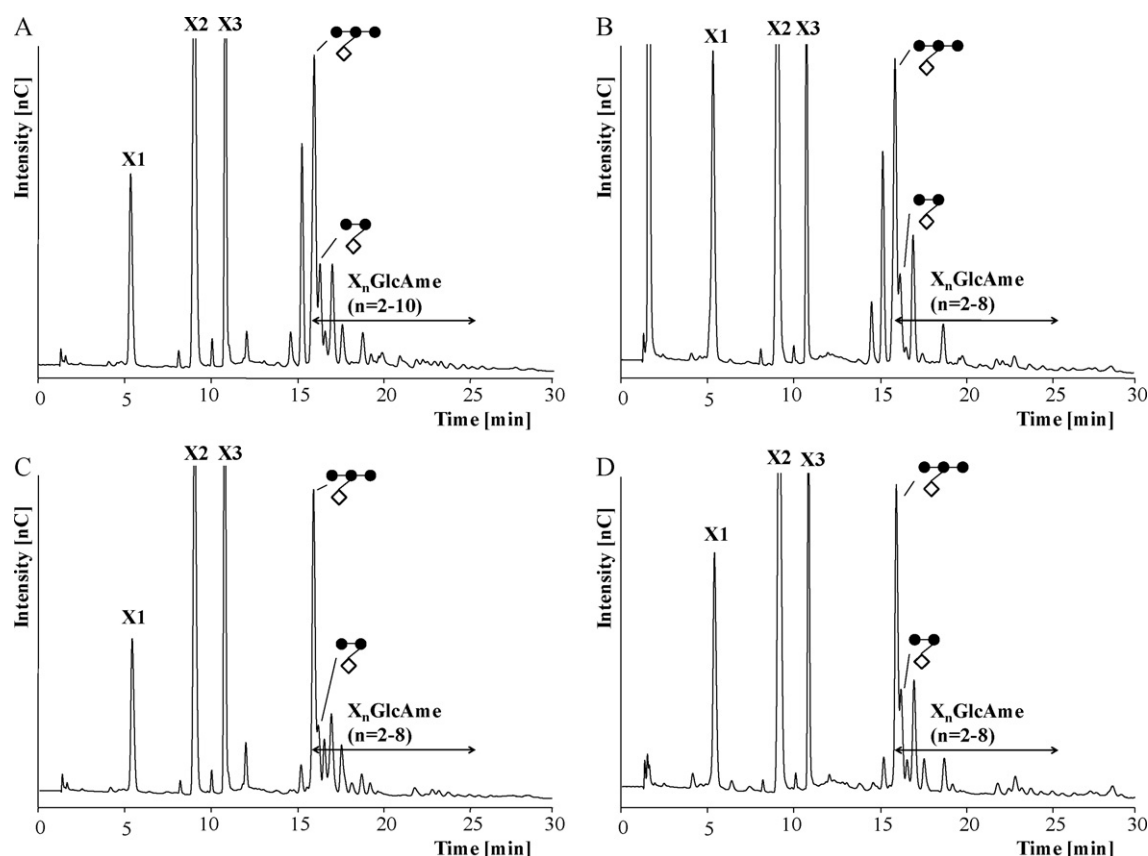 A
X2 X3
X1
XnGlcAme
(n=2-10)
Intensity [nC]
0 5 10 15 20 25 30
Time [min]
B
X1
X2 X3
XnGlcAme
(n=2-8)
Intensity [nC]
0 5 10 15 20 25 30
Time [min]
C
X2 X3
X1
XnGlcAme
(n=2-8)
Intensity [nC]
0 5 10 15 20 25 30
Time [min]
D
X2 X3
X1
XnGlcAme
(n=2-8)
Intensity [nC]
0 5 10 15 20 25 30
Time [min]